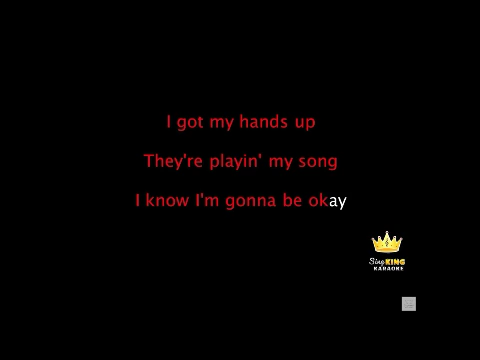 I got my hands up
They're playin' my song
I know I'm gonna be okay
Sing KING
KARAOKE